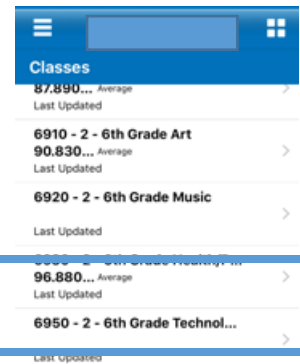 Classes
87.890... Average
Last Updated
6910 - 2 - 6th Grade Art
90.830... Average
Last Updated
6920 - 2 - 6th Grade Music
Last Updated
96.880... Average
Last Updated
6950 - 2 - 6th Grade Technol...
Last Updated